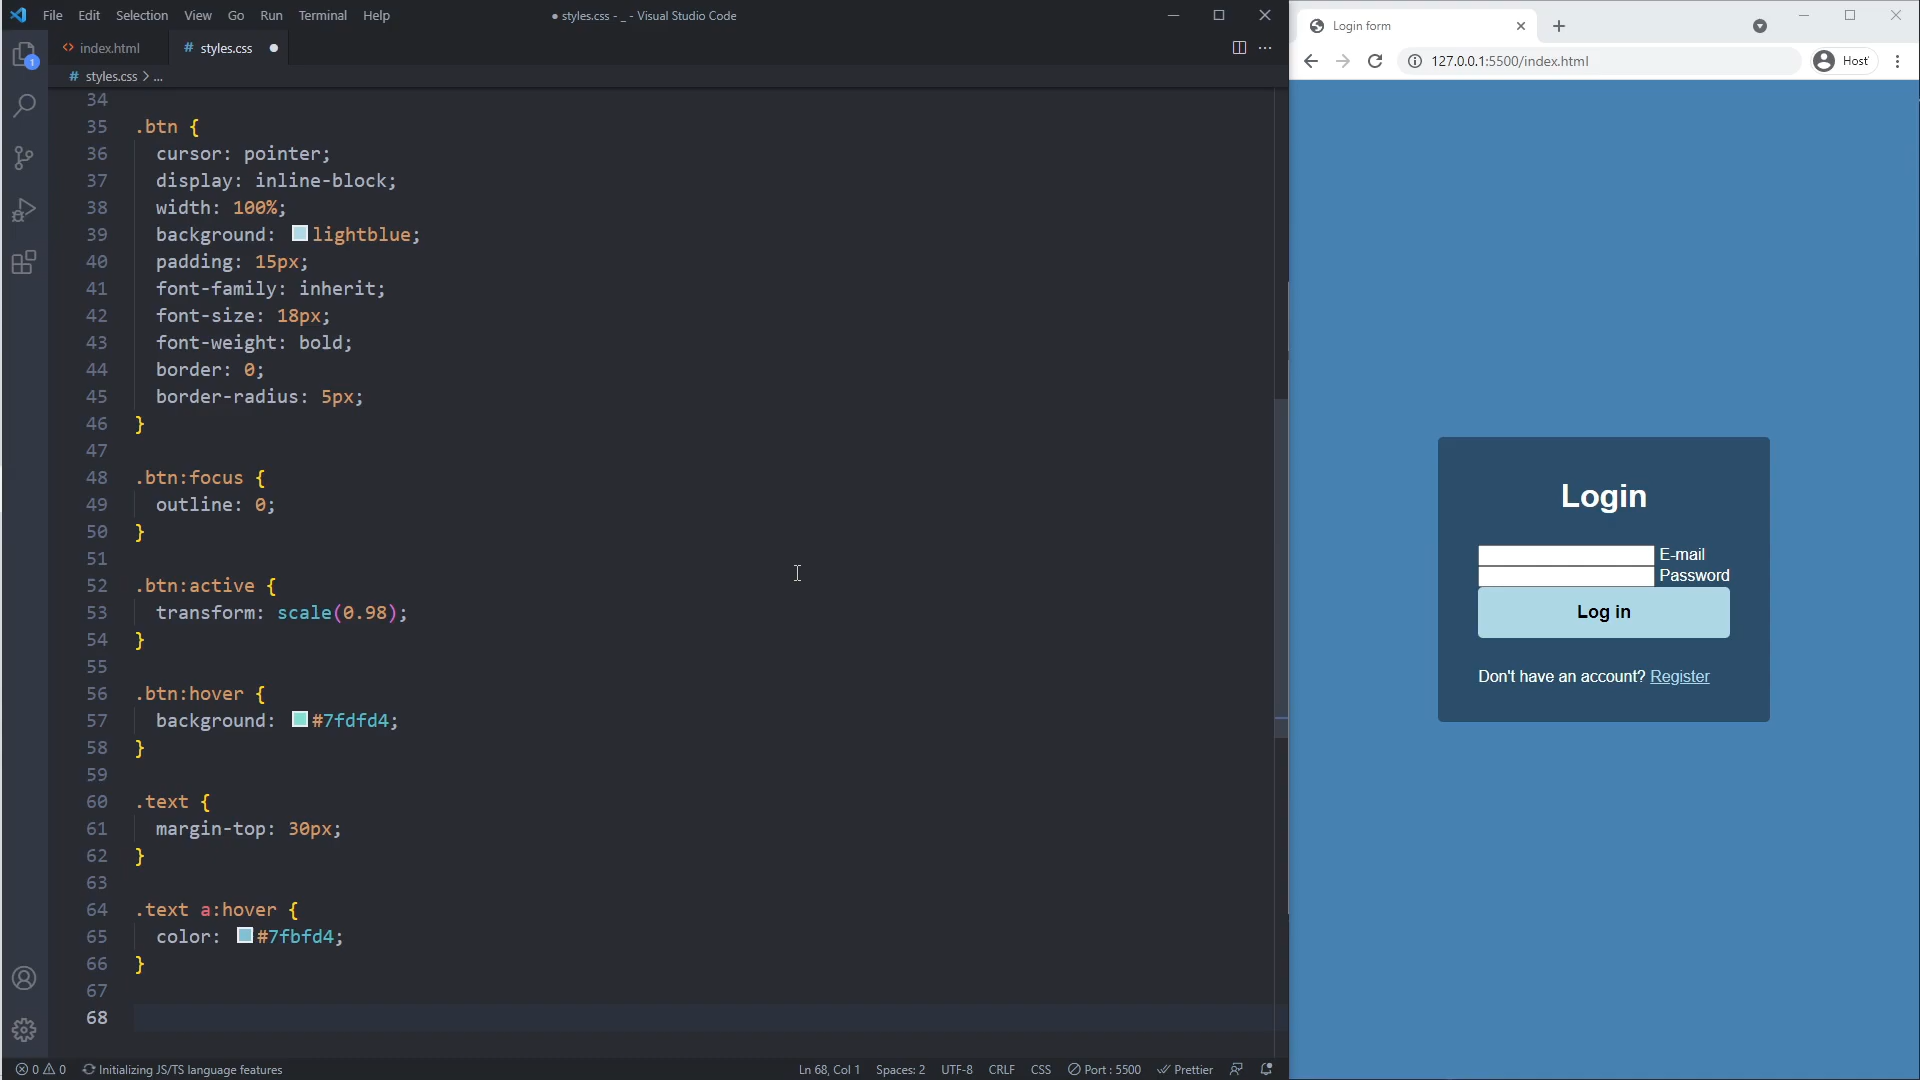 File Edit Selection View Go Run Terminal Help
● styles.css - _ - Visual Studio Code
<> index.html
# styles.css ●
# styles.css > ...
1
34
35 .btn {
36 cursor: pointer;
37 display: inline-block;
38 width: 100%;
39 background: lightblue;
40 padding: 15px;
41 font-family: inherit;
42 font-size: 18px;
43 font-weight: bold;
44 border: 0;
45 border-radius: 5px;
46 }
47
48 .btn:focus {
49 outline: 0;
50 }
51
52 .btn:active {
53 transform: scale(0.98);
54 }
55
56 .btn:hover {
57 background: #7fdfd4;
58 }
59
60 .text {
61 margin-top: 30px;
62 }
63
64 .text a:hover {
65 color: #7fbfd4;
66 }
67
68
0 0 Initializing JS/TS language features
Ln 68, Col 1 Spaces: 2 UTF-8 CRLF CSS Port : 5500 Prettier
Login form
127.0.0.1:5500/index.html
Host'
Login
E-mail
Password
Log in
Don't have an account? Register